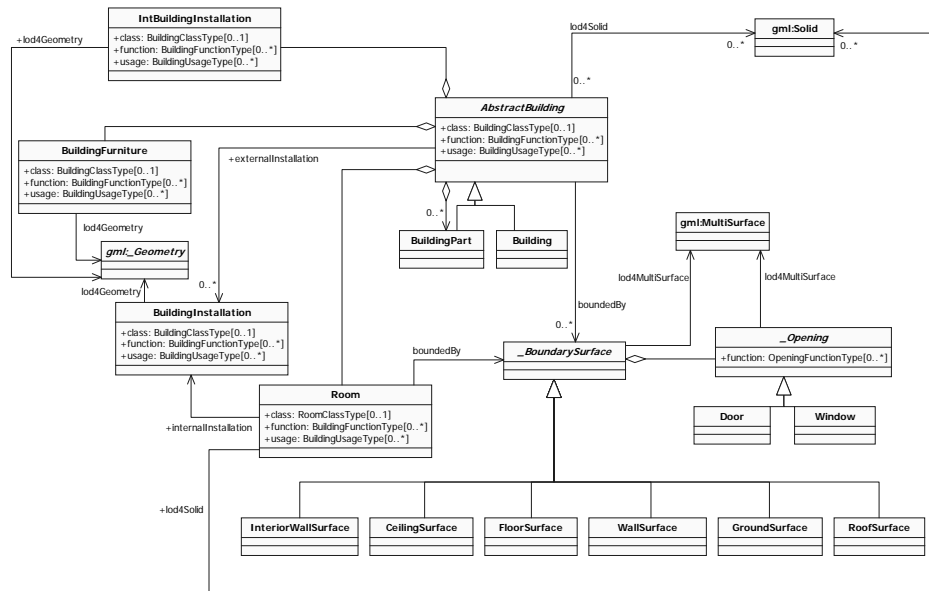 IntBuildingInstallation
+class: BuildingClassType[0..1]
+function: BuildingFunctionType[0..*]
+usage: BuildingUsageType[0..*]
+lod4Geometry
lod4Solid
gml:Solid
0..*
0..*
0..*
AbstractBuilding
+class: BuildingClassType[0..1]
+function: BuildingFunctionType[0..*]
+usage: BuildingUsageType[0..*]
BuildingFurniture
+class: BuildingClassType[0..1]
+function: BuildingFunctionType[0..*]
+usage: BuildingUsageType[0..*]
+externalInstallation
0..*
BuildingPart
Building
gml:MultiSurface
lod4Geometry
gml:_Geometry
lod4Geometry
0..*
lod4MultiSurface
lod4MultiSurface
boundedBy
0..*
BuildingInstallation
+class: BuildingClassType[0..1]
+function: BuildingFunctionType[0..*]
+usage: BuildingUsageType[0..*]
_Opening
+function: OpeningFunctionType[0..*]
boundedBy
_BoundarySurface
Room
+class: RoomClassType[0..1]
+function: BuildingFunctionType[0..*]
+usage: BuildingUsageType[0..*]
+internalInstallation
Door
Window
+lod4Solid
InteriorWallSurface
CeilingSurface
FloorSurface
WallSurface
GroundSurface
RoofSurface